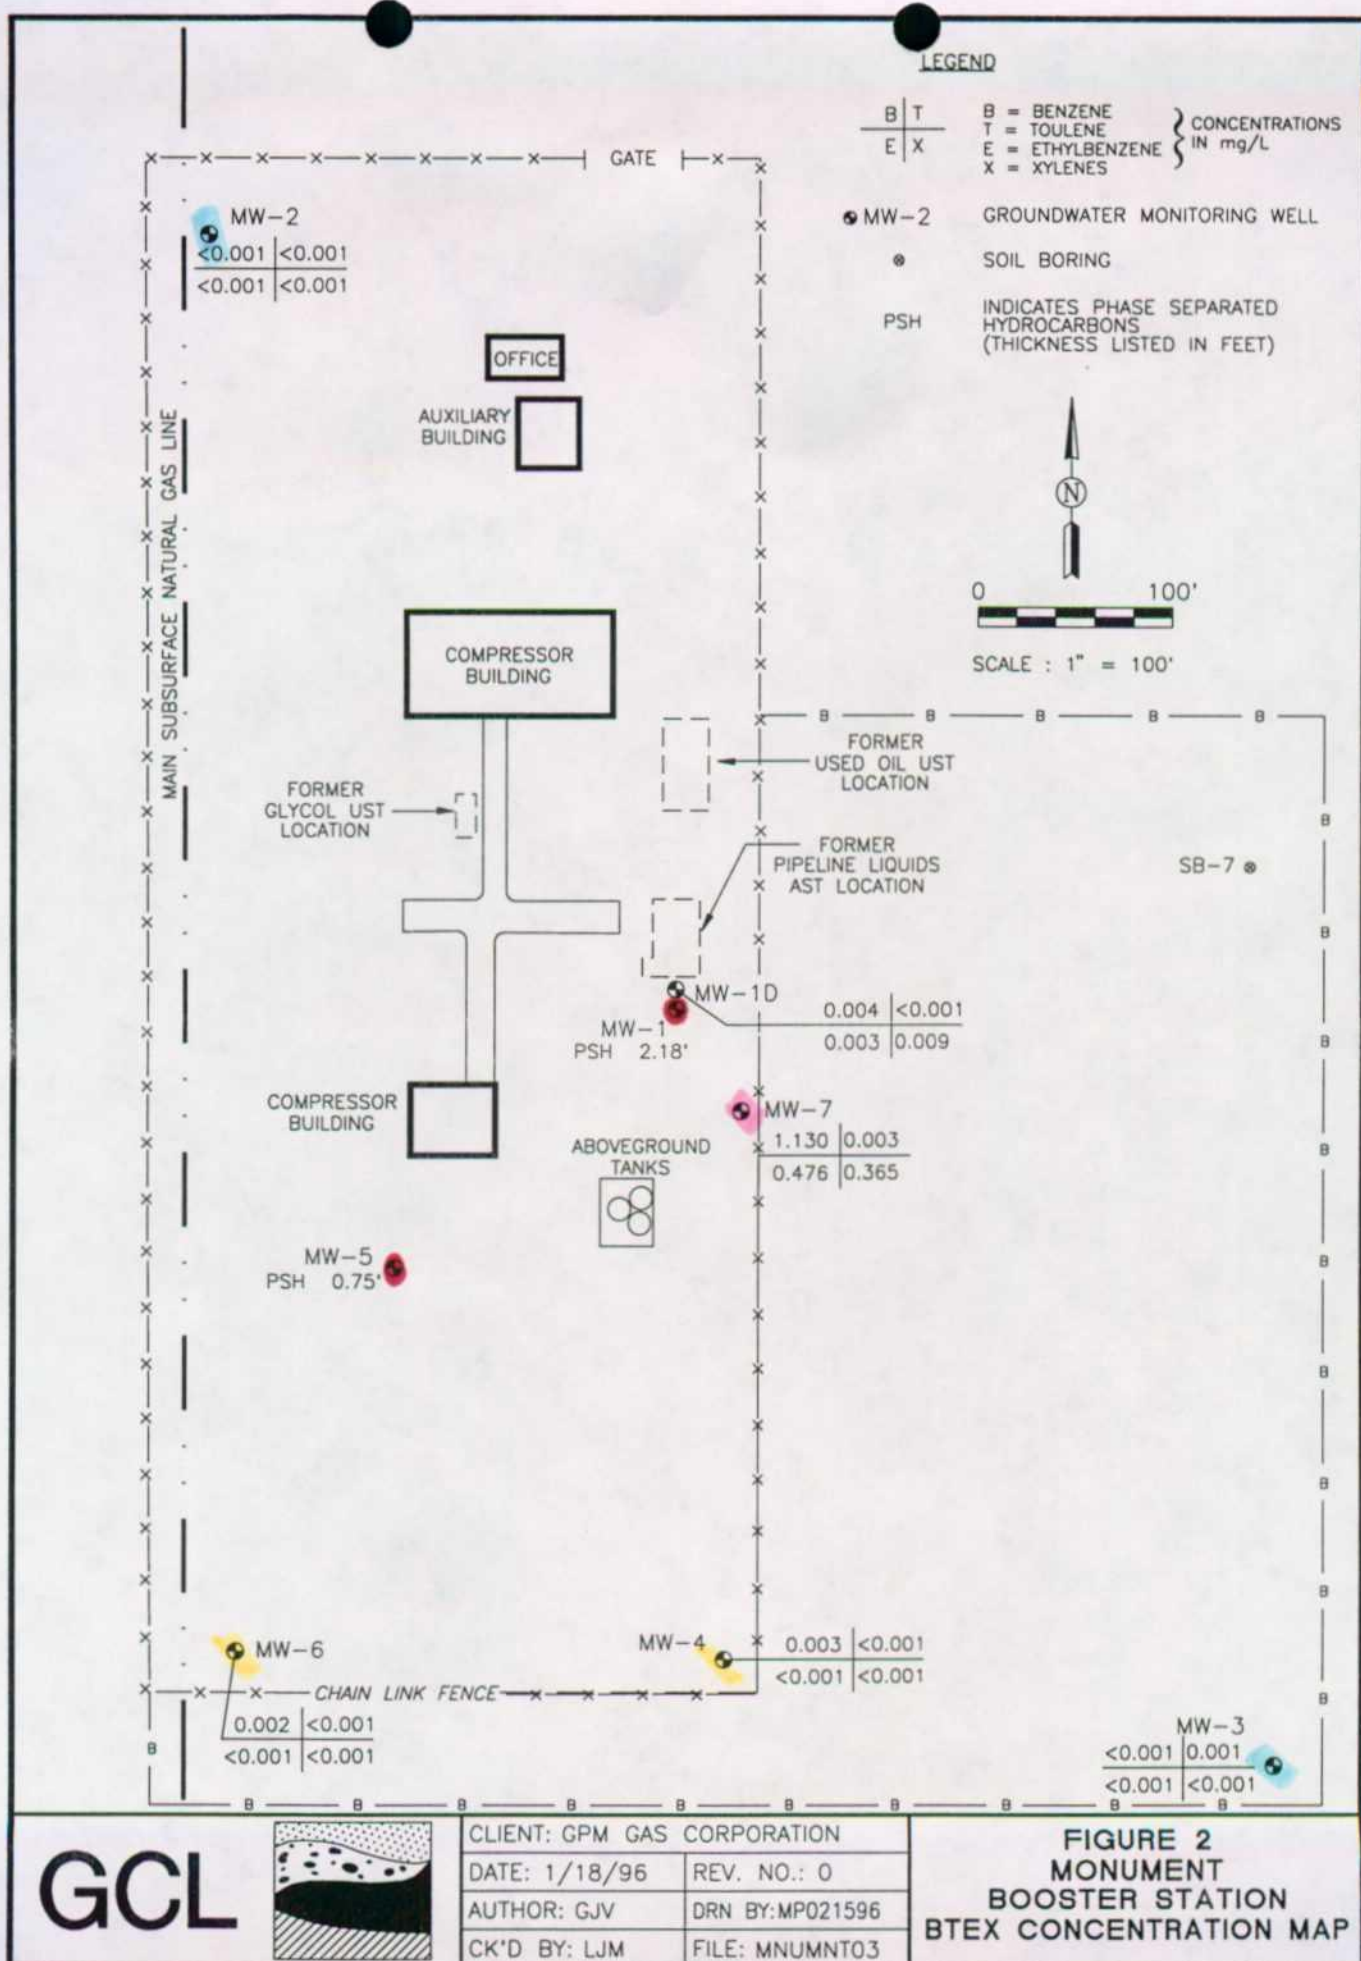 LEGEND
B T
E X
B = BENZENE
T = TOULENE
E = ETHYLBENZENE
X = XYLENES
CONCENTRATIONS
IN mg/L
MW-2 GROUNDWATER MONITORING WELL
SOIL BORING
PSH INDICATES PHASE SEPARATED
HYDROCARBONS
(THICKNESS LISTED IN FEET)
N
0 100'
SCALE : 1" = 100'
GATE
MW-2
<0.001 <0.001
<0.001 <0.001
OFFICE
AUXILIARY
BUILDING
MAIN SUBSURFACE NATURAL GAS LINE
COMPRESSOR
BUILDING
FORMER
USED OIL UST
LOCATION
FORMER
GLYCOL UST
LOCATION
FORMER
PIPELINE LIQUIDS
AST LOCATION
SB-7
MW-1D
0.004 <0.001
0.003 0.009
MW-1
PSH 2.18'
COMPRESSOR
BUILDING
MW-7
1.130 0.003
0.476 0.365
ABOVEGROUND
TANKS
MW-5
PSH 0.75'
MW-6
0.002 <0.001
<0.001 <0.001
MW-4
0.003 <0.001
<0.001 <0.001
CHAIN LINK FENCE
MW-3
<0.001 0.001
<0.001 <0.001
GCL
CLIENT: GPM GAS CORPORATION
DATE: 1/18/96 REV. NO.: 0
AUTHOR: GJV DRN BY:MP021596
CK'D BY: LJM FILE: MNUMNT03
FIGURE 2
MONUMENT
BOOSTER STATION
BTEX CONCENTRATION MAP